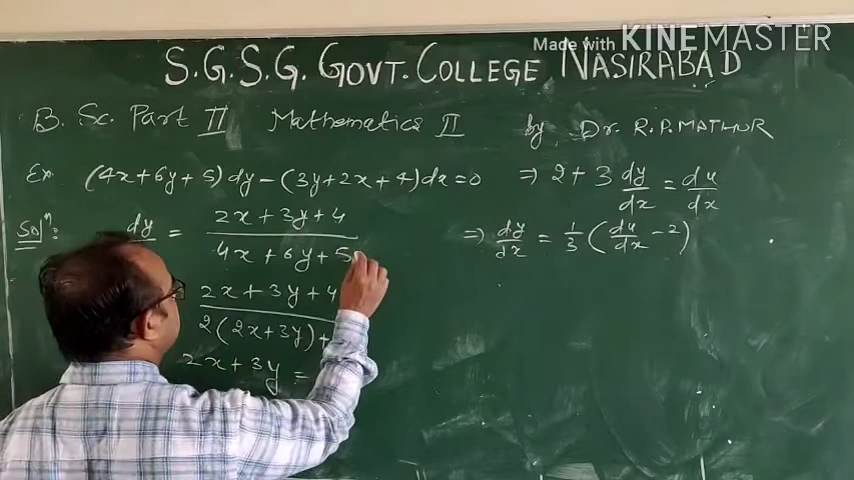 Made with KINEMASTER
S.G.S.G. GOVT. COLLEGE NASIRABAD
B. Sc. Part II Mathematics II by Dr. R.P. MATHUR
Ex (4x+6y+5)dy-(3y+2x+4)dx=0
Solⁿ: dy = 2x+3y+4
4x+6y+5
2x+3y+4
2(2x+3y)+
2x+3y =
⇒ 2+3 dy/dx = du/dx
⇒ dy/dx = 1/3 (du/dx -2)